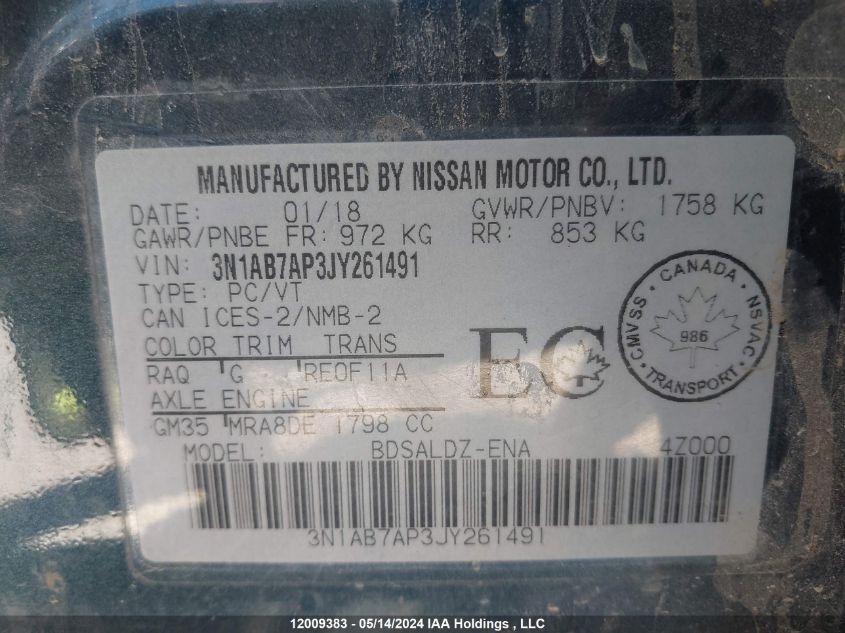 MANUFACTURED BY NISSAN MOTOR CO., LTD.
DATE: 01/18 GVWR/PNBV: 1758 KG
GAWR/PNBE FR: 972 KG RR: 853 KG
VIN: 3N1AB7AP3JY261491
TYPE: PC/VT
CAN ICES-2/NMB-2
COLOR TRIM TRANS
RAQ G RE0F11A
AXLE ENGINE
GM35 MRA8DE 1798 CC
EC
CANADA
CMVSS NSVAC
986
TRANSPORT
MODEL: BDSALDZ-ENA 4Z000
3N1AB7AP3JY261491
12009383 - 05/14/2024 IAA Holdings , LLC